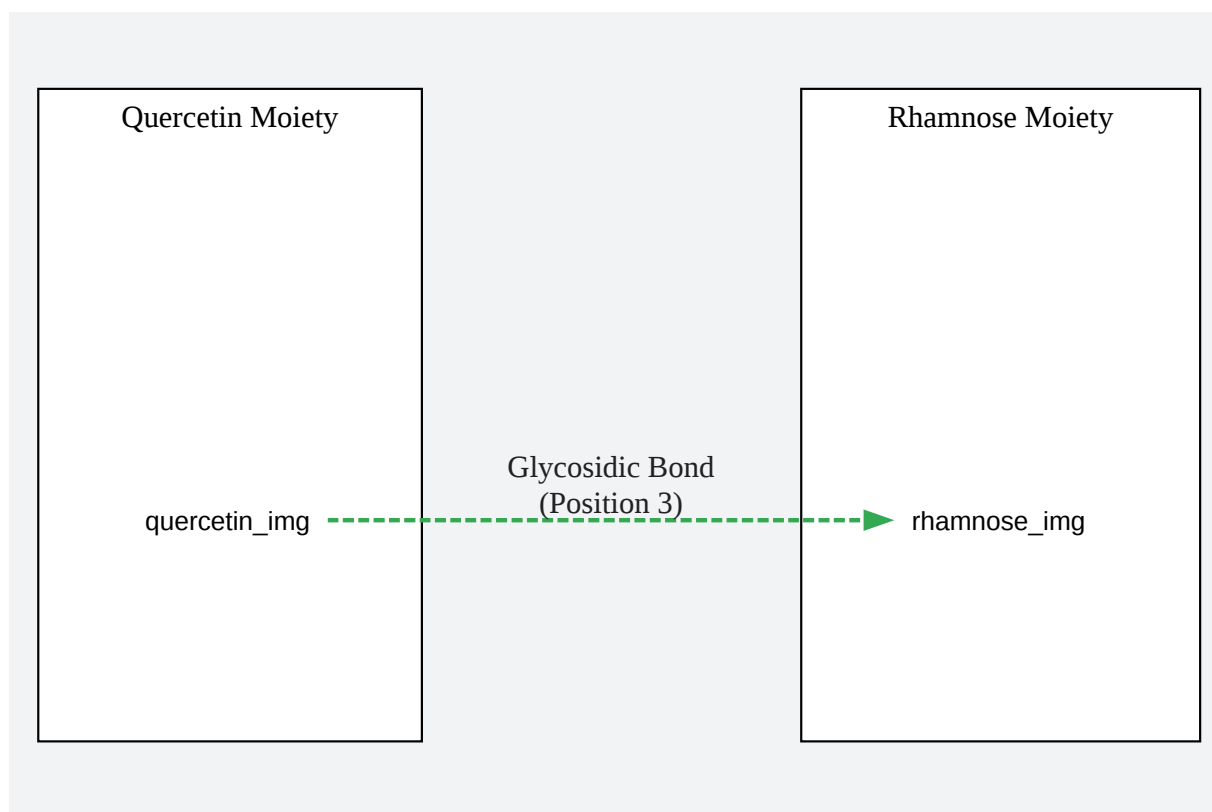 Quercetin Moiety
Rhamnose Moiety
Glycosidic Bond
(Position 3)
quercetin_img
rhamnose_img